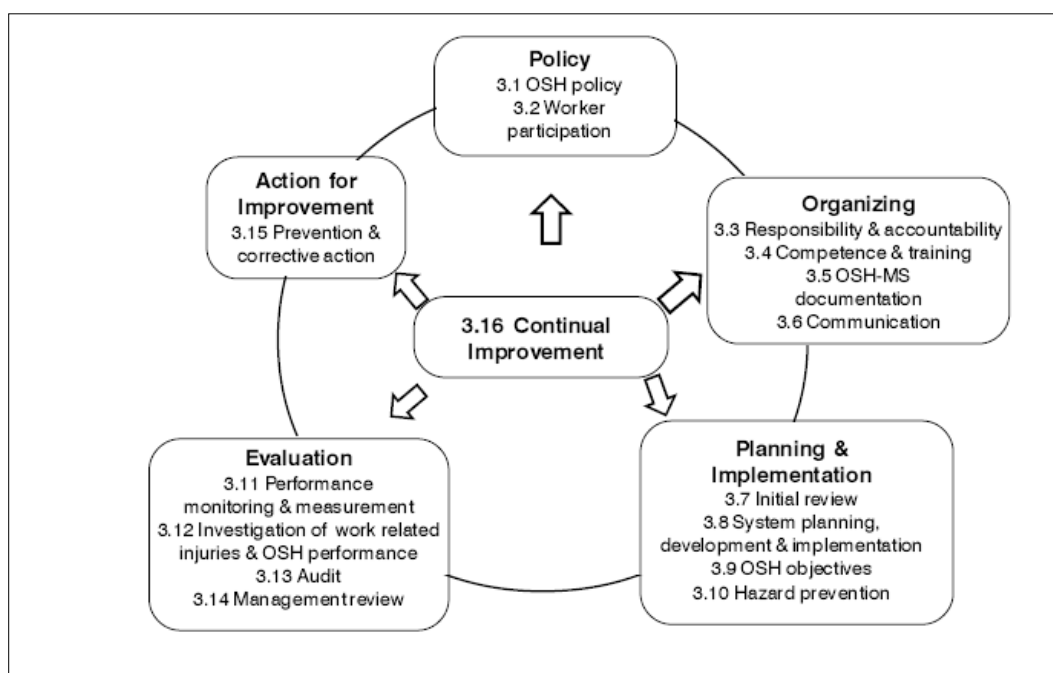 Policy
3.1 OSH policy
3.2 Worker
participation
Action for
Improvement
3.15 Prevention &
corrective action
Organizing
3.3 Responsibility & accountability
3.4 Competence & training
3.5 OSH-MS
documentation
3.6 Communication
3.16 Continual
Improvement
Evaluation
3.11 Performance
monitoring & measurement
3.12 Investigation of work related
injuries & OSH performance
3.13 Audit
3.14 Management review
Planning &
Implementation
3.7 Initial review
3.8 System planning,
development & implementation
3.9 OSH objectives
3.10 Hazard prevention